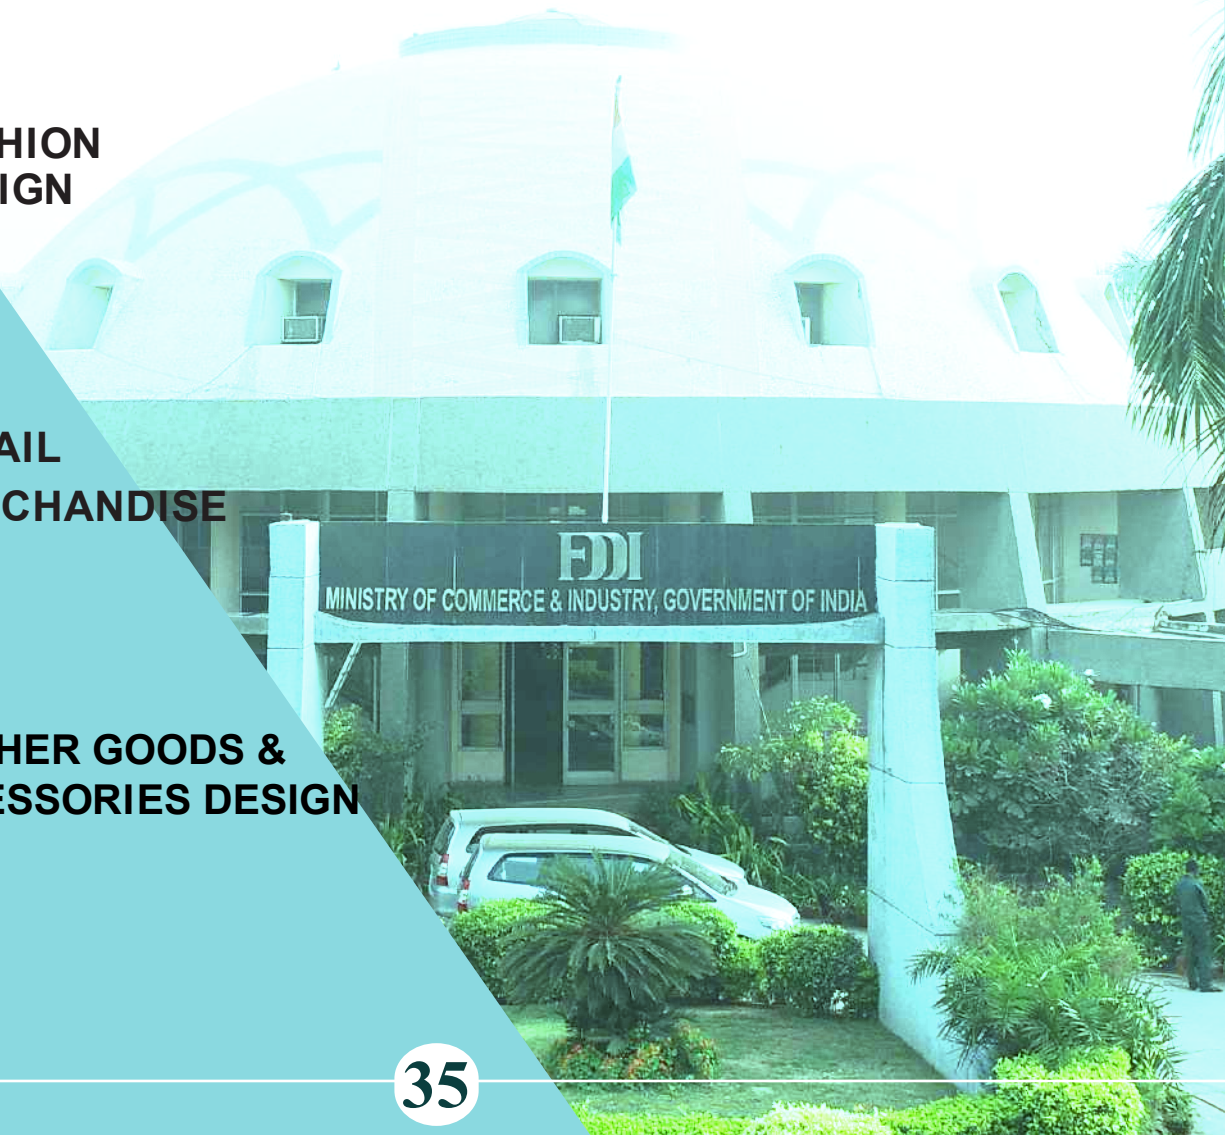 HION
IGN
AIL
CHANDISE
FDDI
MINISTRY OF COMMERCE & INDUSTRY, GOVERNMENT OF INDIA
HER GOODS &
ESSORIES DESIGN
35